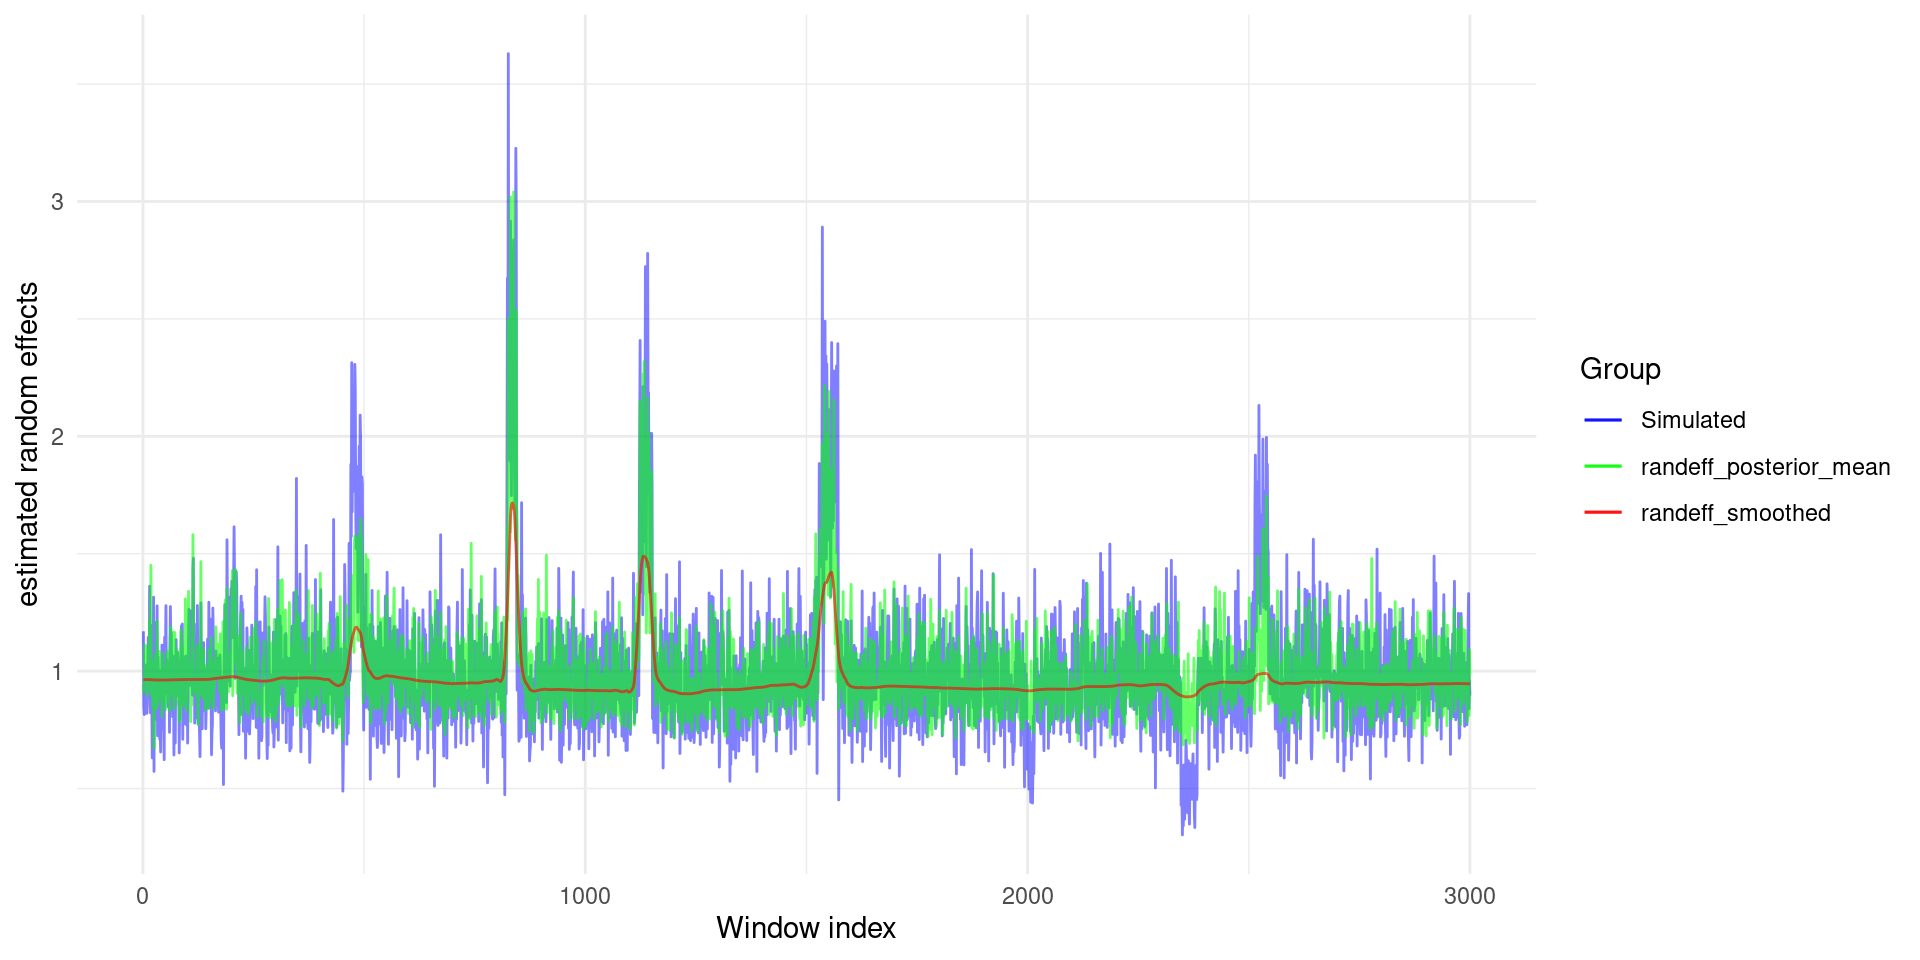 estimated random effects
3
2
1
0
1000
2000
3000
Window index
Group
Simulated
randeff_posterior_mean
randeff_smoothed